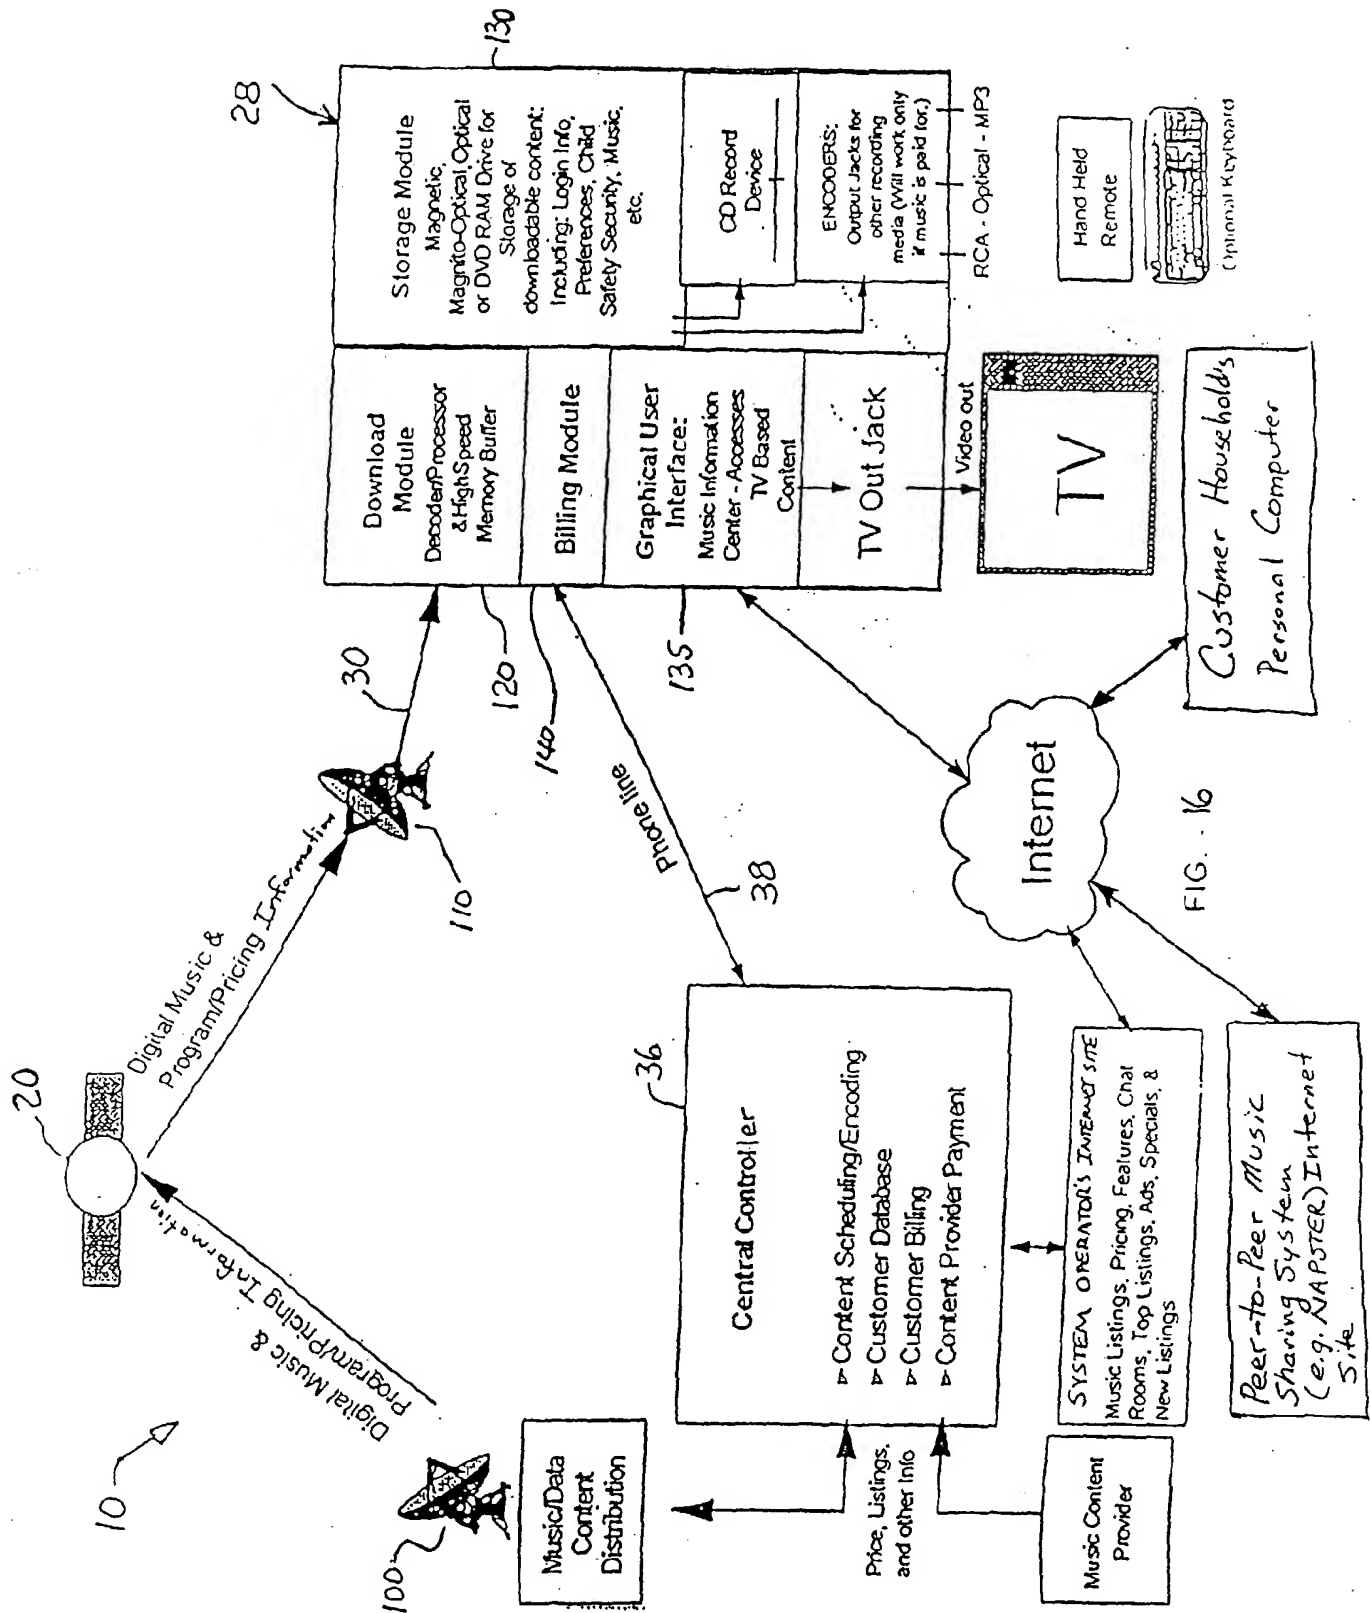 10
20
Digital Music &
Program/Pricing Information
Digital Music &
Program/Pricing Information
100
110
30
28
130
Music/Data
Content
Distribution
Download
Module
Decoder/Processor
&HighSpeed
Memory Buffer
120
Billing Module
140
Graphical User
Interface:
Music Information
Center - Accesses
TV Based
Content
135
TV Out Jack
Video out
TV
Storage Module
Magnetic,
Magnito-Optical, Optical
or DVD RAM Drive for
Storage of
downloadable content:
Including: Login Info,
Preferences, Child
Safety Security, Music,
etc.
CD Record
Device
ENCODERS:
Output Jacks for
other recording
media (Will work only
if music is paid for.)
RCA - Optical - MP3
Hand Held
Remote
Optional Keyboard
Phone line
38
36
Central Controller
▹ Content Scheduling/Encoding
▹ Customer Database
▹ Customer Billing
▹ Content Provider Payment
Price, Listings,
and other Info
Music Content
Provider
SYSTEM OPERATOR'S INTERNET SITE
Music Listings, Pricing, Features, Chat
Rooms, Top Listings, Ads, Specials, &
New Listings
Peer-to-Peer Music
Sharing System
(e.g. NAPSTER) Internet
Site
Internet
Customer Household's
Personal Computer
FIG. 16